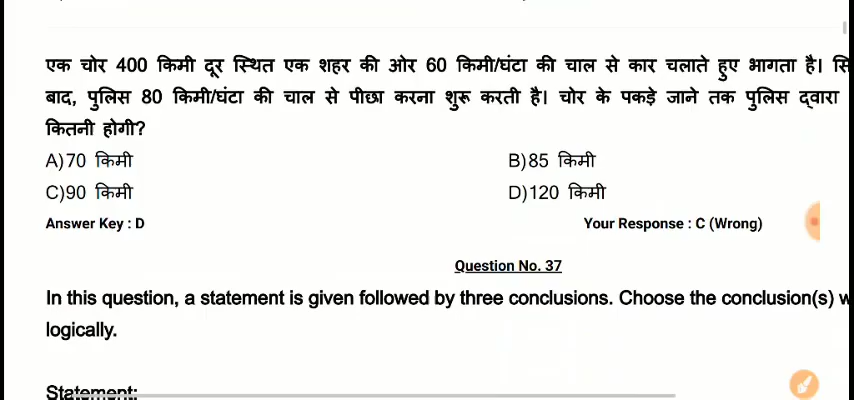 एक चोर 400 किमी दूर स्थित एक शहर की ओर 60 किमी/घंटा की चाल से कार चलाते हुए भागता है।
बाद, पुलिस 80 किमी/घंटा की चाल से पीछा करना शुरू करती है। चोर के पकड़े जाने तक पुलिस द्वारा
कितनी होगी?
A)70 किमी B)85 किमी
C)90 किमी D)120 किमी
Answer Key : D Your Response : C (Wrong)
Question No. 37
In this question, a statement is given followed by three conclusions. Choose the conclusion(s)
logically.
Statement: